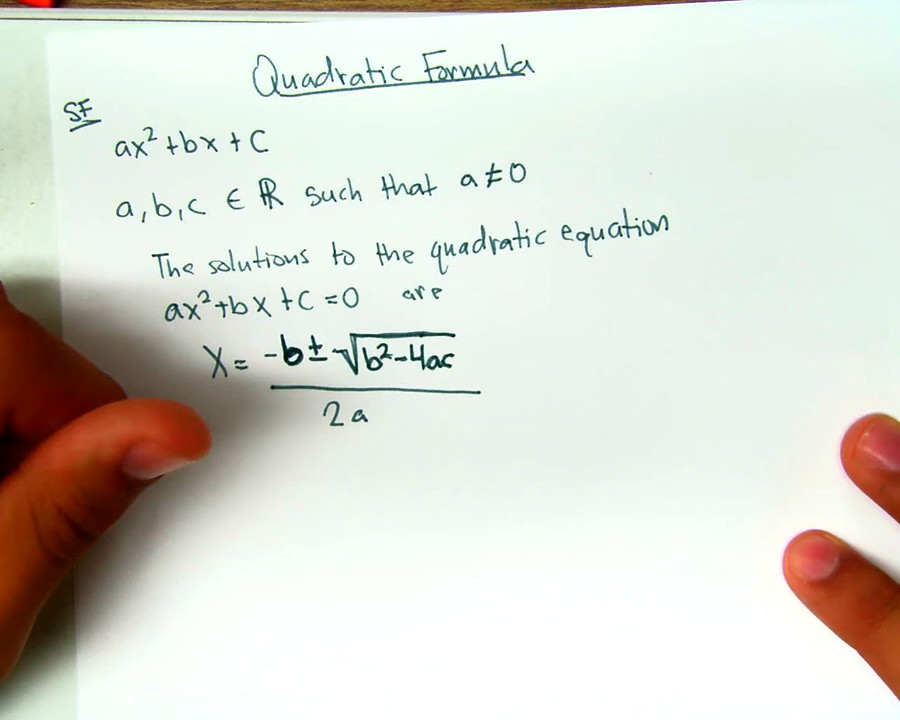 Quadratic Formula
SF
ax² + bx + C
a, b, c ∈ ℝ such that a ≠ 0
The solutions to the quadratic equation
ax² + bx + C = 0 are
X = -b ± √b² - 4ac
2a